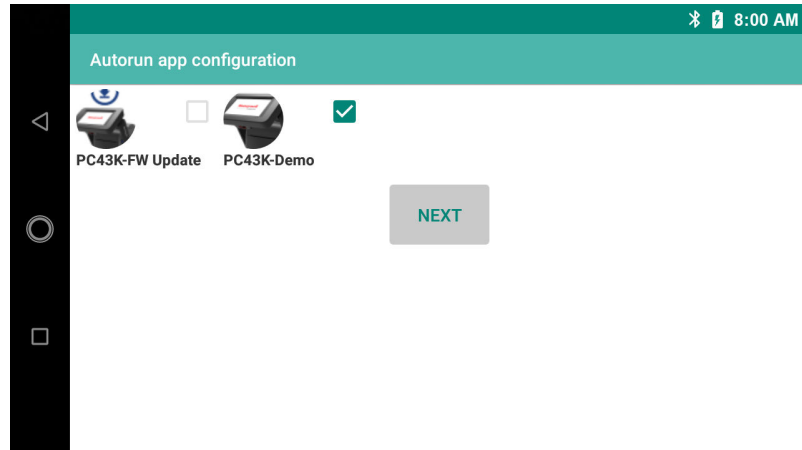 8:00 AM
Autorun app configuration
PC43K-FW Update PC43K-Demo
NEXT